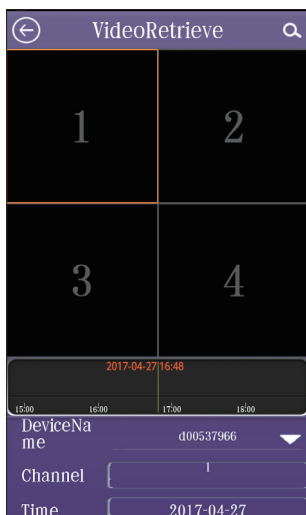 VideoRetrieve
1 2
3 4
2017-04-27 16:48
15:00 16:00 17:00 18:00
DeviceNa
me
d00537966
Channel 1
Time 2017-04-27